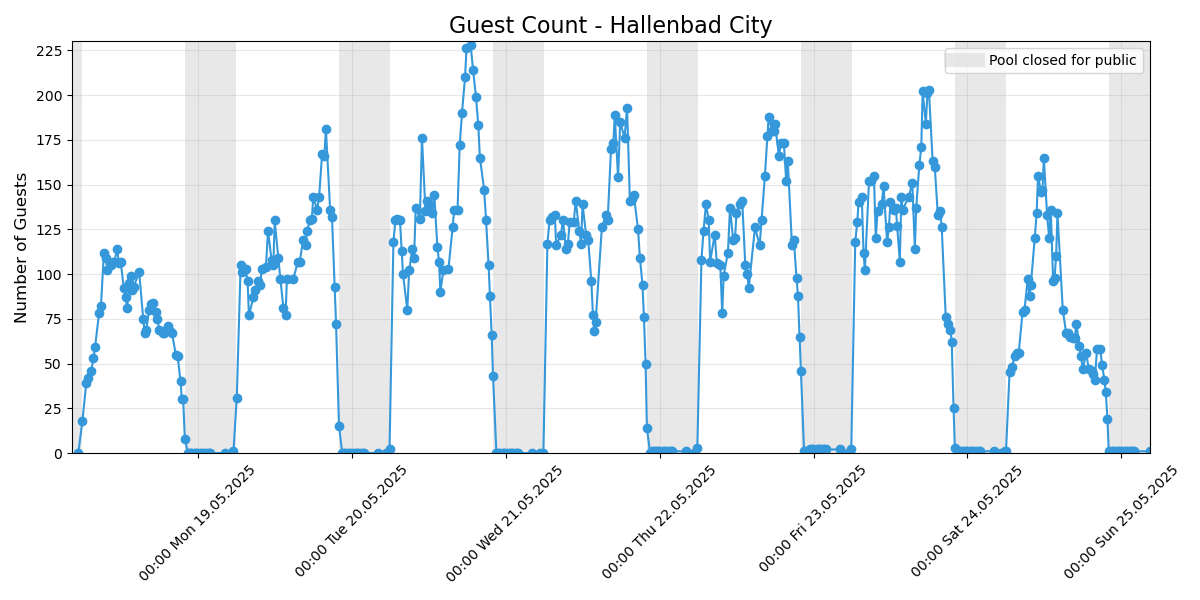 Guest Count - Hallenbad City
Pool closed for public
Number of Guests
225
200
175
150
125
100
75
50
25
0
00:00 Mon 19.05.2025
00:00 Tue 20.05.2025
00:00 Wed 21.05.2025
00:00 Thu 22.05.2025
00:00 Fri 23.05.2025
00:00 Sat 24.05.2025
00:00 Sun 25.05.2025